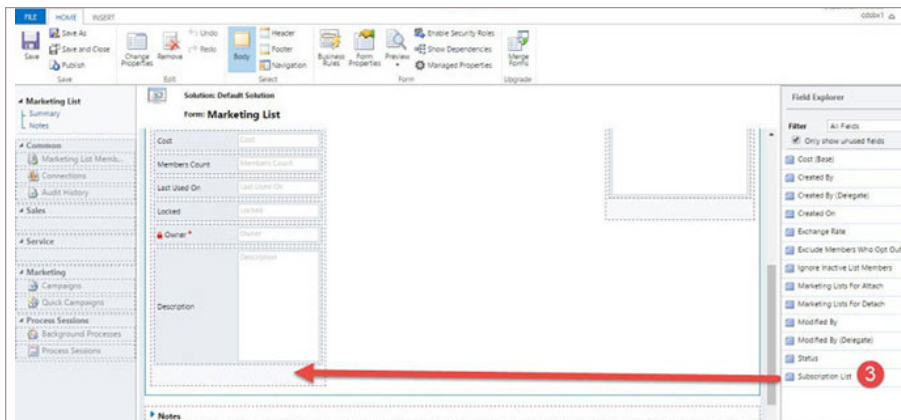 FILE HOME INSERT
Save
Save As
Save and Close
Publish
Save
Change Properties
Remove
Undo
Redo
Edit
Body
Header
Footer
Navigation
Select
Business Rules
Form Properties
Preview
Enable Security Roles
Show Dependencies
Managed Properties
Form
Merge Forms
Upgrade
Marketing List
Summary
Notes
Common
Marketing List Memb...
Connections
Audit History
Sales
Service
Marketing
Campaigns
Quick Campaigns
Process Sessions
Background Processes
Process Sessions
Solution: Default Solution
Form: Marketing List
Cost Cost
Members Count Members Count
Last Used On Last Used On
Locked Locked
Owner * Owner
Description Description
Notes
Field Explorer
Filter All Fields
Only show unused fields
Cost (Base)
Created By
Created By (Delegate)
Created On
Exchange Rate
Exclude Members Who Opt Out
Ignore Inactive List Members
Marketing Lists For Attach
Marketing Lists For Detach
Modified By
Modified By (Delegate)
Status
Subscription List 3